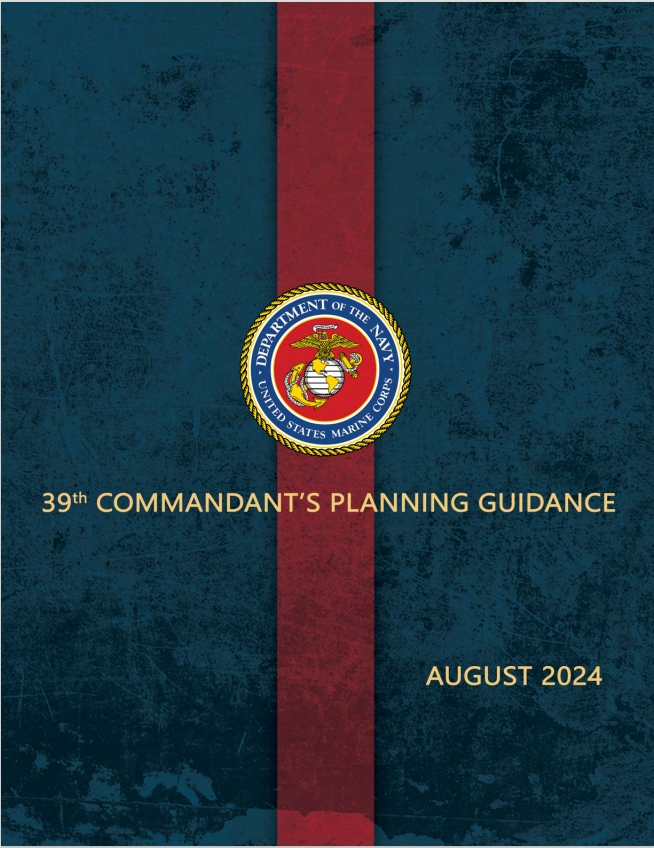 DEPARTMENT OF THE NAVY
UNITED STATES MARINE CORPS
39th COMMANDANT’S PLANNING GUIDANCE
AUGUST 2024